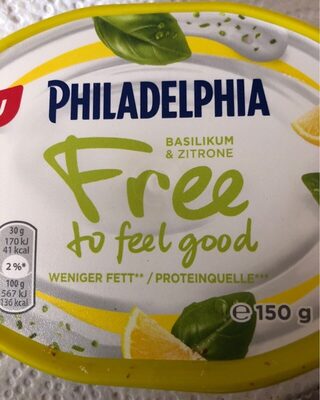 PHILADELPHIA
BASILIKUM
& ZITRONE
Free
to feel good
WENIGER FETT** / PROTEINQUELLE***
30 g
170 kJ
41 kcal
2 %*
100 g
567 kJ
136 kcal
e 150 g